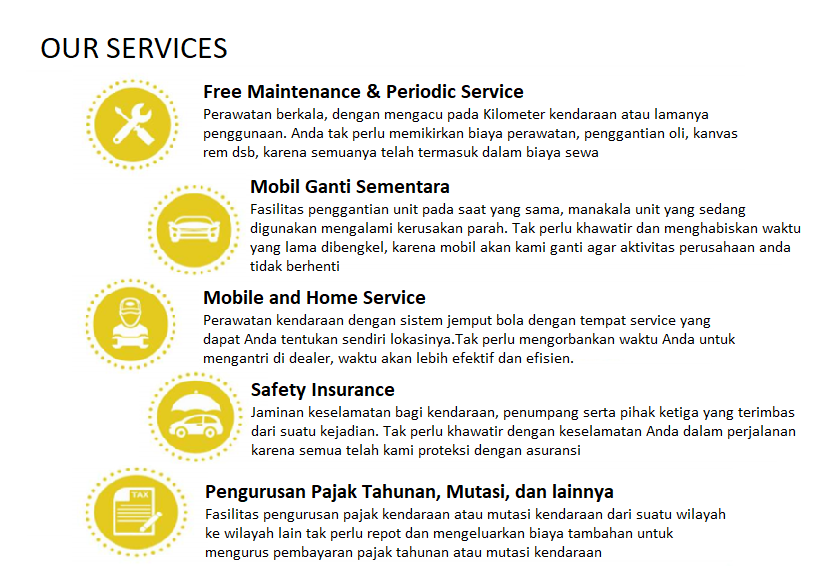 OUR SERVICES
Free Maintenance & Periodic Service
Perawatan berkala, dengan mengacu pada Kilometer kendaraan atau lamanya
penggunaan. Anda tak perlu memikirkan biaya perawatan, penggantian oli, kanvas
rem dsb, karena semuanya telah termasuk dalam biaya sewa
Mobil Ganti Sementara
Fasilitas penggantian unit pada saat yang sama, manakala unit yang sedang
digunakan mengalami kerusakan parah. Tak perlu khawatir dan menghabiskan waktu
yang lama dibengkel, karena mobil akan kami ganti agar aktivitas perusahaan anda
tidak berhenti
Mobile and Home Service
Perawatan kendaraan dengan sistem jemput bola dengan tempat service yang
dapat Anda tentukan sendiri lokasinya.Tak perlu mengorbankan waktu Anda untuk
mengantri di dealer, waktu akan lebih efektif dan efisien.
Safety Insurance
Jaminan keselamatan bagi kendaraan, penumpang serta pihak ketiga yang terimbas
dari suatu kejadian. Tak perlu khawatir dengan keselamatan Anda dalam perjalanan
karena semua telah kami proteksi dengan asuransi
TAX
Pengurusan Pajak Tahunan, Mutasi, dan lainnya
Fasilitas pengurusan pajak kendaraan atau mutasi kendaraan dari suatu wilayah
ke wilayah lain tak perlu repot dan mengeluarkan biaya tambahan untuk
mengurus pembayaran pajak tahunan atau mutasi kendaraan